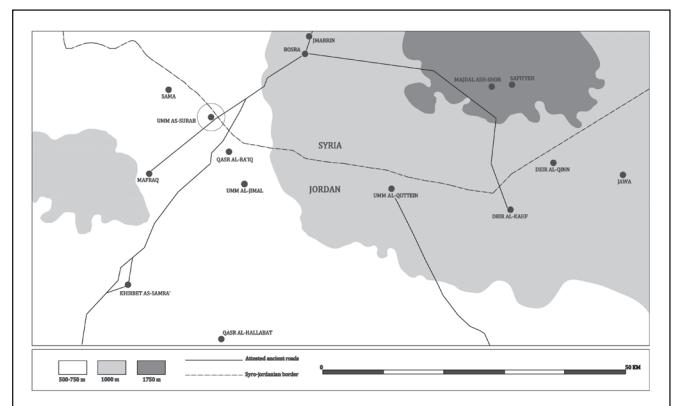 JMARRIN
BOSRA
MAJDAL ASH-SHOR
SAFIYYEH
SAMA
UMM AS-SURAB
SYRIA
QASR AL-BA'IQ
DEIR AL-QINN
JAWA
MAFRAQ
UMM AL-JIMAL
JORDAN
UMM AL-QUTTEIN
DEIR AL-KAHF
KHIRBET AS-SAMRA'
QASR AL-HALLABAT
500-750 m
1000 m
1750 m
Attested ancient roads
Syro-jordanian border
0
50 KM